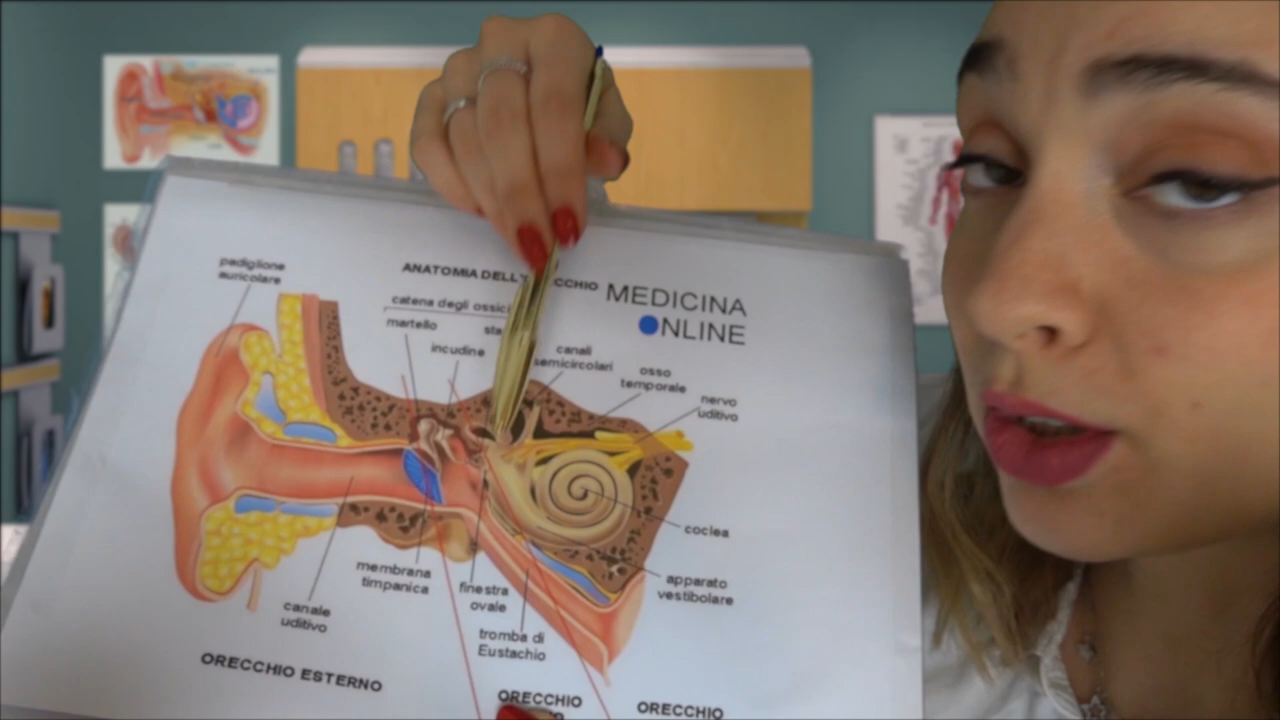 padiglione
auricolare
ANATOMIA DELL' CCHIO
MEDICINA
ONLINE
catena degli ossici
martello
sta
incudine
canali
semicircolari
osso
temporale
nervo
uditivo
coclea
membrana
timpanica
finestra
ovale
apparato
vestibolare
canale
uditivo
tromba di
Eustachio
ORECCHIO ESTERNO
ORECCHIO
ORECCHIO